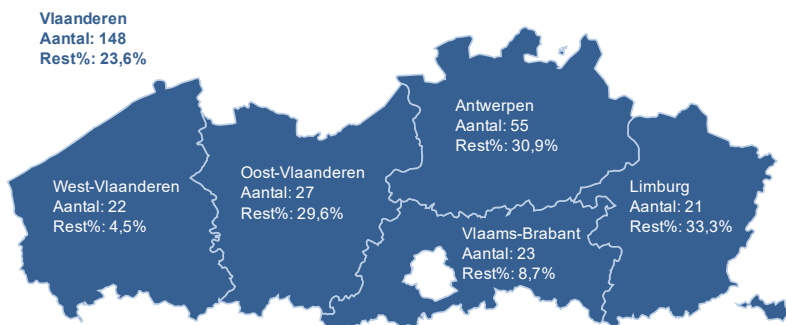 Vlaanderen
Aantal: 148
Rest%: 23,6%
Antwerpen
Aantal: 55
Rest%: 30,9%
West-Vlaanderen
Aantal: 22
Rest%: 4,5%
Oost-Vlaanderen
Aantal: 27
Rest%: 29,6%
Limburg
Aantal: 21
Rest%: 33,3%
Vlaams-Brabant
Aantal: 23
Rest%: 8,7%